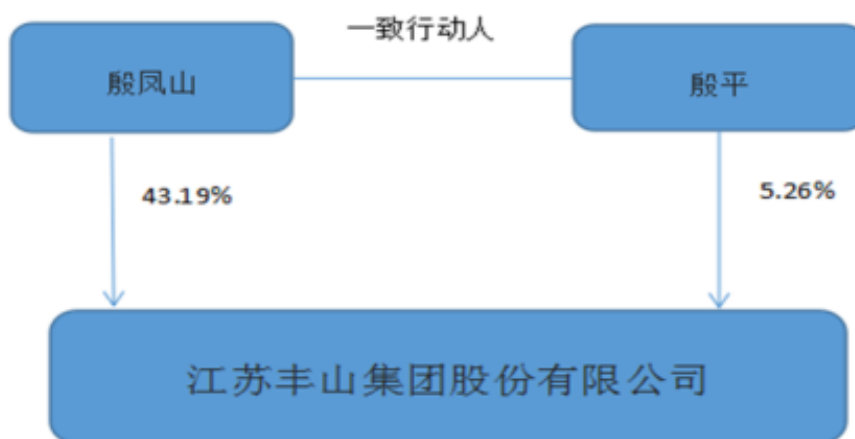 一致行动人
殷凤山
殷平
43.19%
5.26%
江苏丰山集团股份有限公司